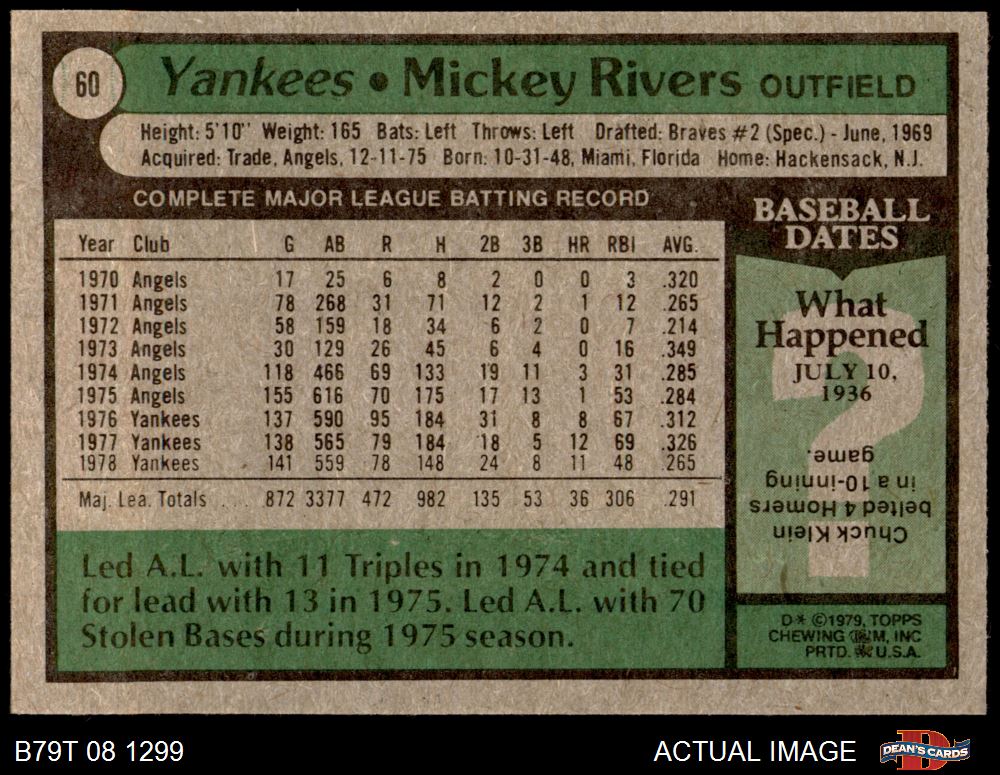 60
Yankees • Mickey Rivers OUTFIELD
Height: 5'10" Weight: 165 Bats: Left Throws: Left Drafted: Braves #2 (Spec.) - June, 1969
Acquired: Trade, Angels, 12-11-75 Born: 10-31-48, Miami, Florida Home: Hackensack, N.J.
COMPLETE MAJOR LEAGUE BATTING RECORD
Year Club G AB R H 2B 3B HR RBI AVG.
1970 Angels 17 25 6 8 2 0 0 3 .320
1971 Angels 78 268 31 71 12 2 1 12 .265
1972 Angels 58 159 18 34 6 2 0 7 .214
1973 Angels 30 129 26 45 6 4 0 16 .349
1974 Angels 118 466 69 133 19 11 3 31 .285
1975 Angels 155 616 70 175 17 13 1 53 .284
1976 Yankees 137 590 95 184 31 8 8 67 .312
1977 Yankees 138 565 79 184 18 5 12 69 .326
1978 Yankees 141 559 78 148 24 8 11 48 .265
Maj. Lea. Totals .... 872 3377 472 982 135 53 36 306 .291
Led A.L. with 11 Triples in 1974 and tied
for lead with 13 in 1975. Led A.L. with 70
Stolen Bases during 1975 season.
BASEBALL
DATES
What
Happened
JULY 10,
1936
Chuck Klein
belted 4 Homers
in a 10-inning
game.
D* ©1979, TOPPS
CHEWING GUM, INC
PRTD. IN U.S.A.
B79T 08 1299
ACTUAL IMAGE
DEAN'S CARDS